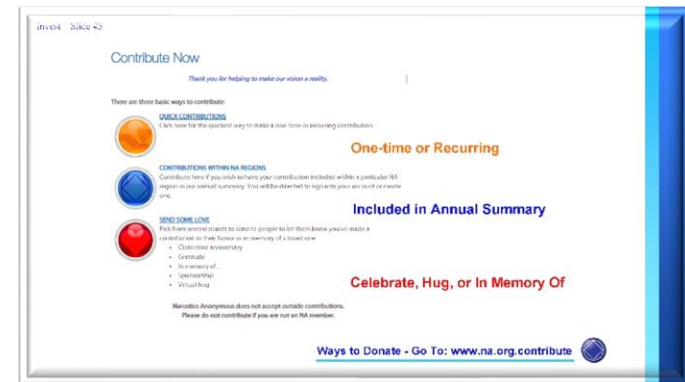 Invest Slide 45
Contribute Now
Thank you for helping to make our vision a reality.
There are three basic ways to contribute:
QUICK CONTRIBUTIONS
Click here for the quickest way to make a one-time or recurring contribution
One-time or Recurring
CONTRIBUTIONS WITHIN NA REGIONS
Contribute here if you wish to have your contribution included within a particular NA
region in our annual summary. You will be directed to sign into your account or create
one.
Included in Annual Summary
SEND SOME LOVE
Pick from several ecards to send to people to let them know you've made a
contribution in their honor or in memory of a loved one
• Clean time anniversary
• Gratitude
• In memory of...
• Sponsorship
• Virtual hug
Celebrate, Hug, or In Memory Of
Narcotics Anonymous does not accept outside contributions.
Please do not contribute if you are not an NA member.
Ways to Donate - Go To: www.na.org.contribute